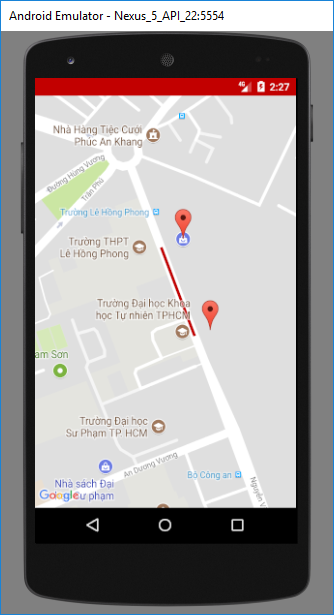 Android Emulator - Nexus_5_API_22:5554
4G 2:27
Nhà Hàng Tiệc Cưới
Phúc An Khang
Đường Hùng Vương
Trần Phú
Trường Lê Hồng Phong
Trường THPT
Lê Hồng Phong
Trường Đại học Khoa
học Tự nhiên TPHCM
am Sơn
Trường Đại học
Sư Phạm TP. HCM
An Dương Vương
Bộ Công an
Nguyễn V
Nhà sách Đại
Google sư phạm